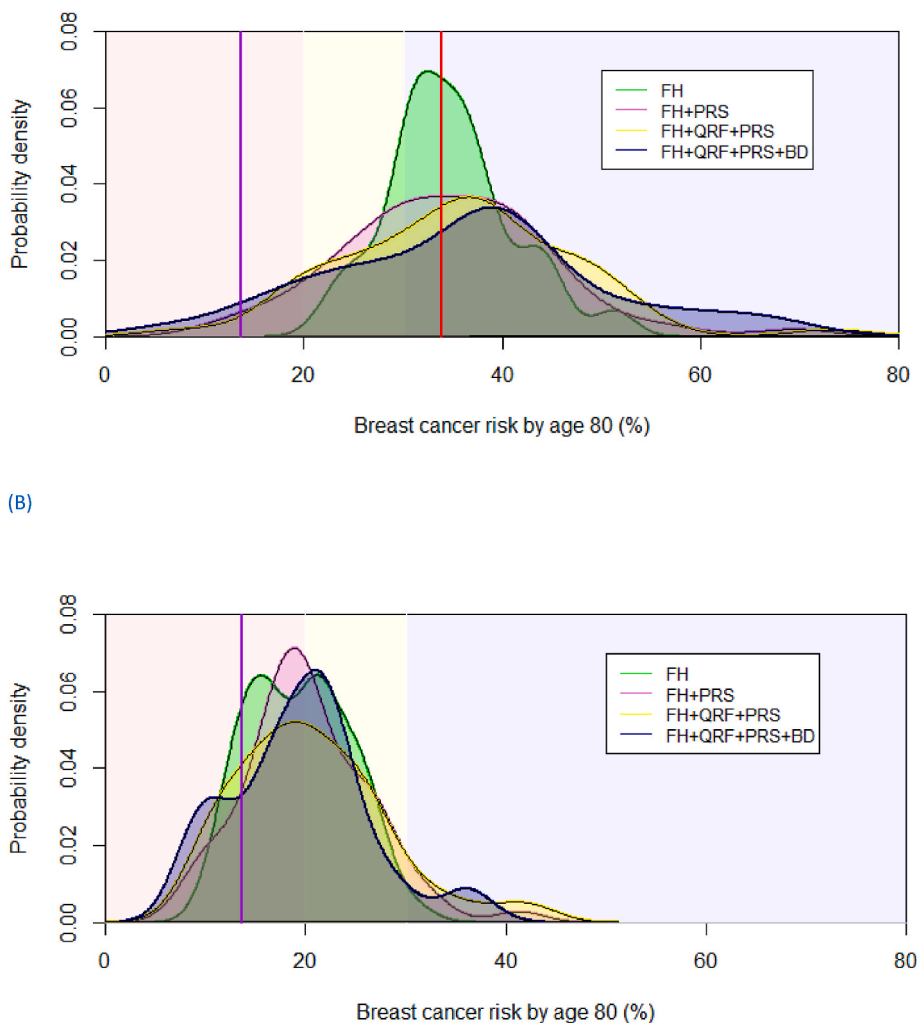 0.08
0.06
0.04
0.02
0.00
Probability density
FH
FH+PRS
FH+QRF+PRS
FH+QRF+PRS+BD
0 20 40 60 80
Breast cancer risk by age 80 (%)
(B)
0.08
0.06
0.04
0.02
0.00
Probability density
FH
FH+PRS
FH+QRF+PRS
FH+QRF+PRS+BD
0 20 40 60 80
Breast cancer risk by age 80 (%)